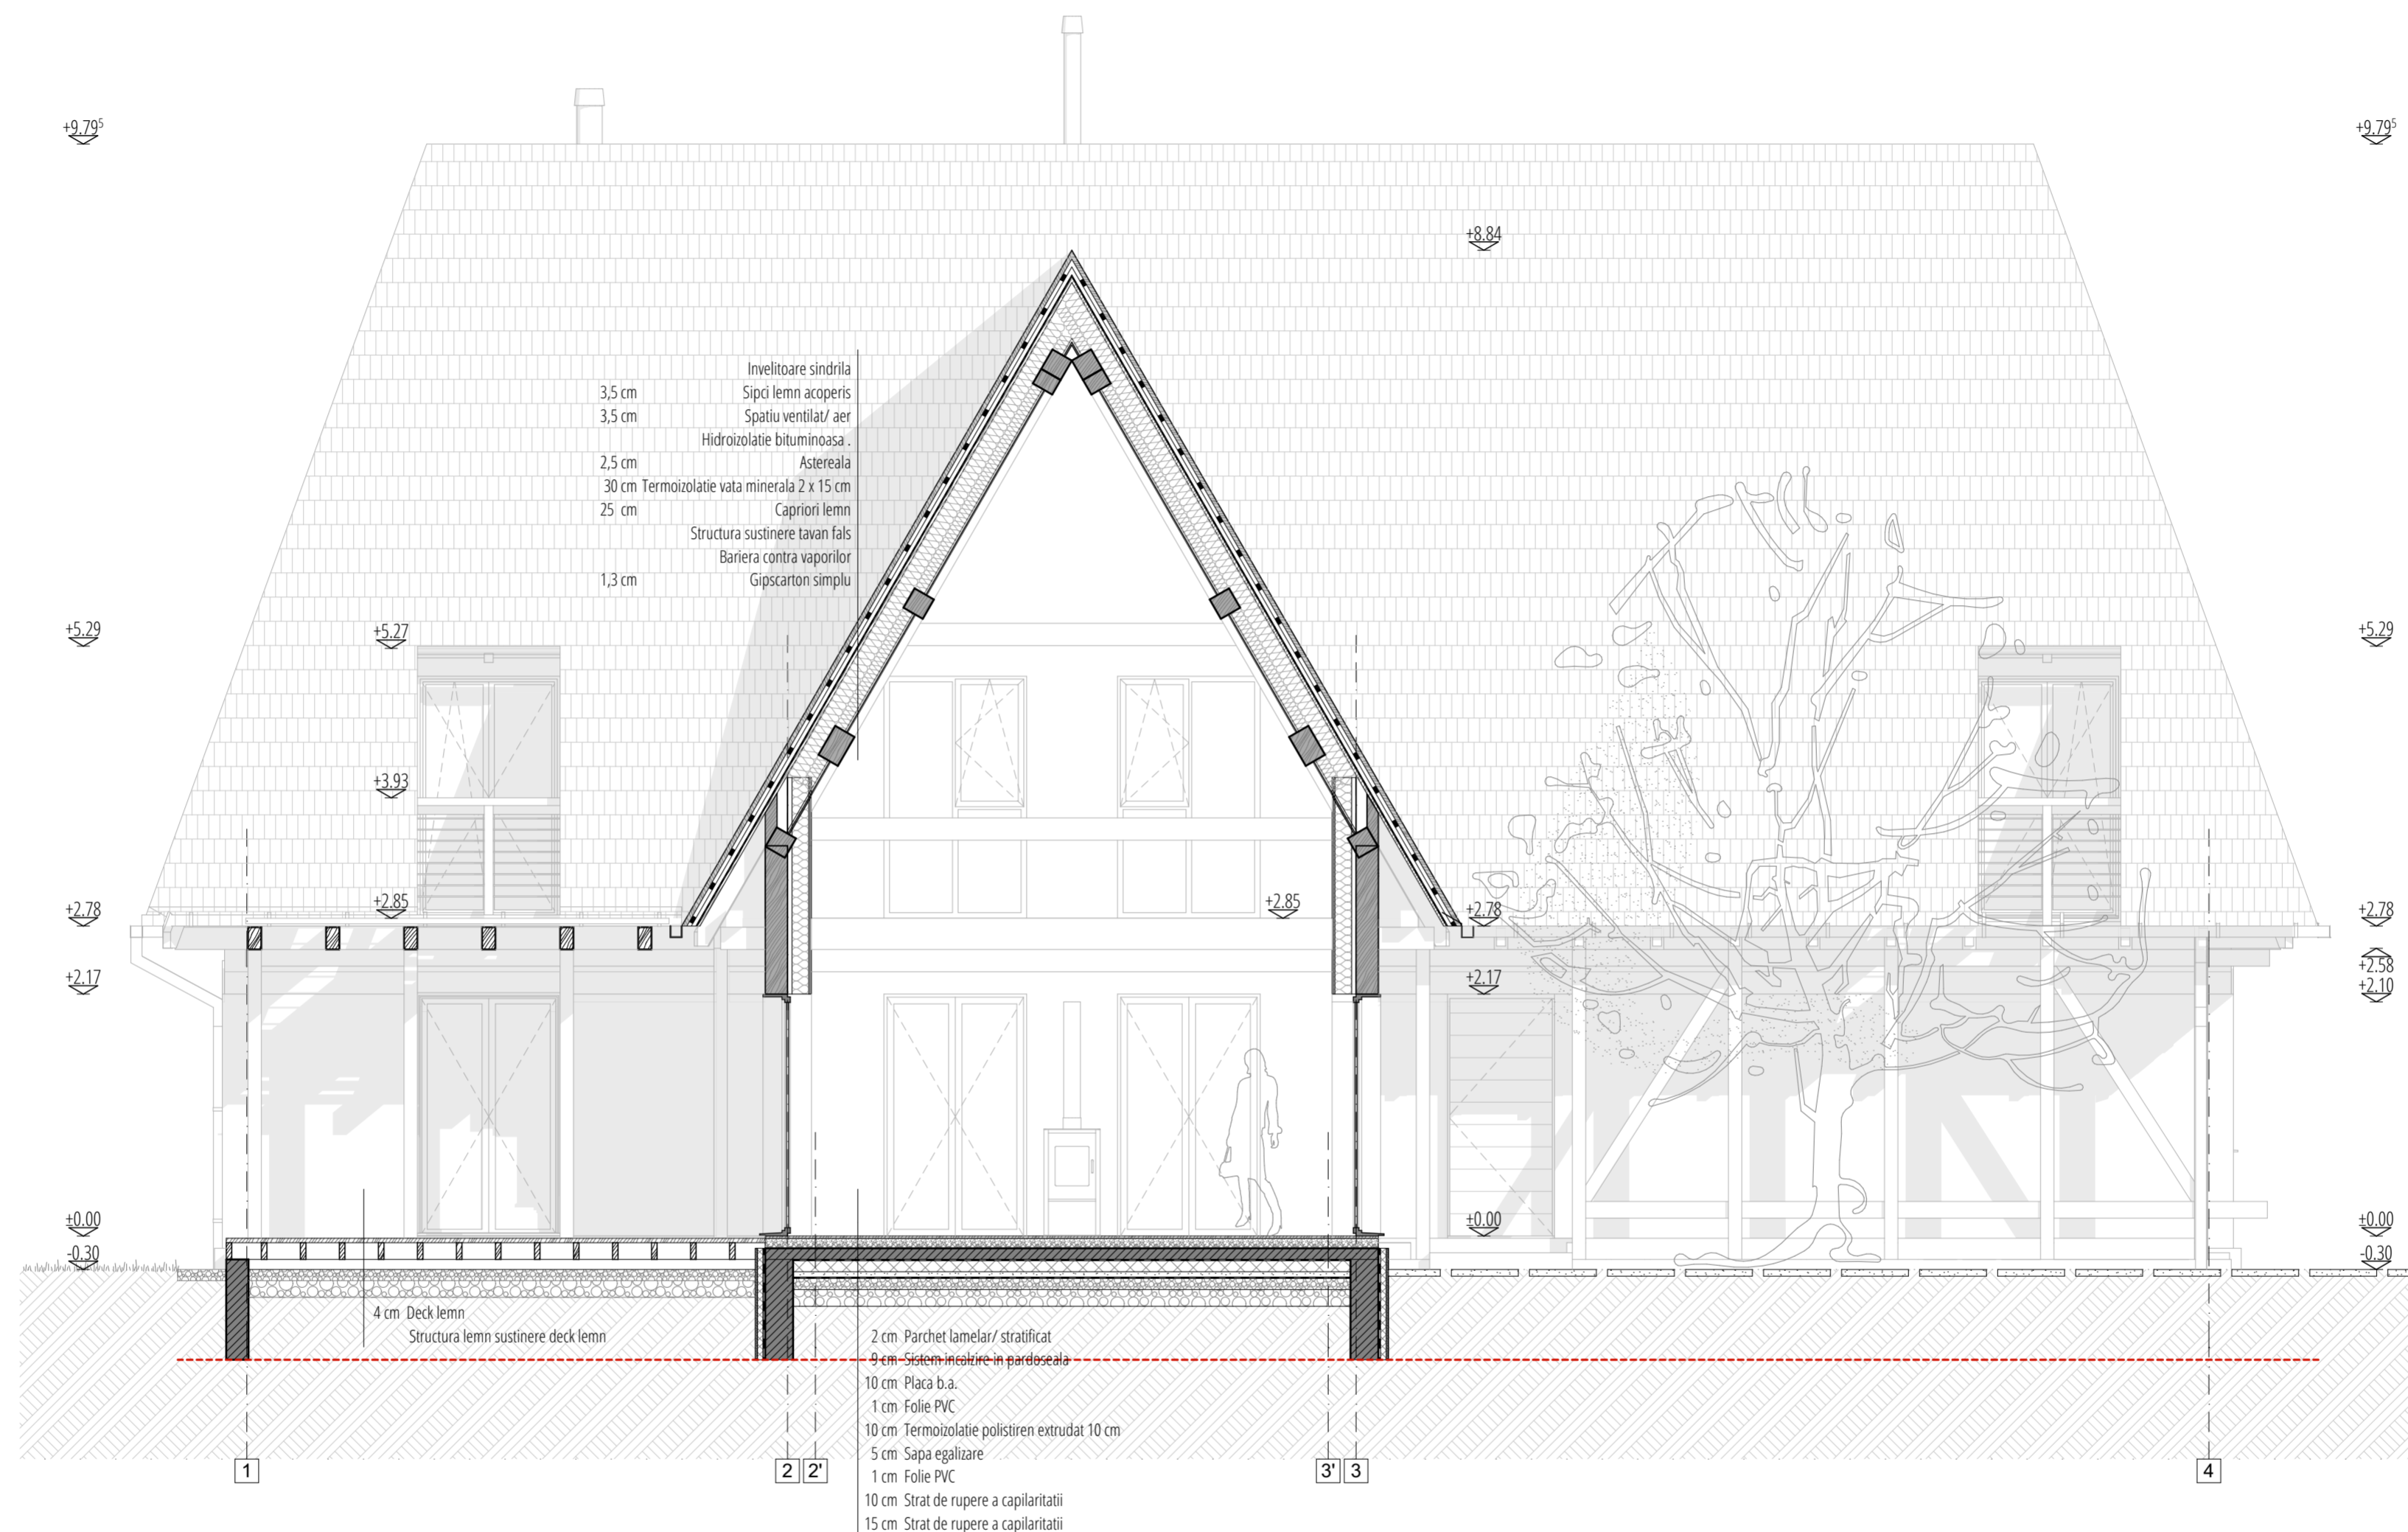 +9.79⁵
+9.79⁵
+8.84
Invelitoare sindrila
3,5 cm Sipci lemn acoperis
3,5 cm Spatiu ventilat/ aer
Hidroizolatie bituminoasa .
2,5 cm Astereala
30 cm Termoizolatie vata minerala 2 x 15 cm
25 cm Capriori lemn
Structura sustinere tavan fals
Bariera contra vaporilor
1,3 cm Gipscarton simplu
+5.29
+5.27
+5.29
+3.93
+2.78
+2.85
+2.85
+2.78
+2.78
+2.17
+2.17
+2.58
+2.10
±0.00
±0.00
±0.00
-0.30
-0.30
4 cm Deck lemn
Structura lemn sustinere deck lemn
2 cm Parchet lamelar/ stratificat
9 cm Sistem incalzire in pardoseala
10 cm Placa b.a.
1 cm Folie PVC
10 cm Termoizolatie polistiren extrudat 10 cm
5 cm Sapa egalizare
1 cm Folie PVC
10 cm Strat de rupere a capilaritatii
15 cm Strat de rupere a capilaritatii
1
2
2'
3'
3
4